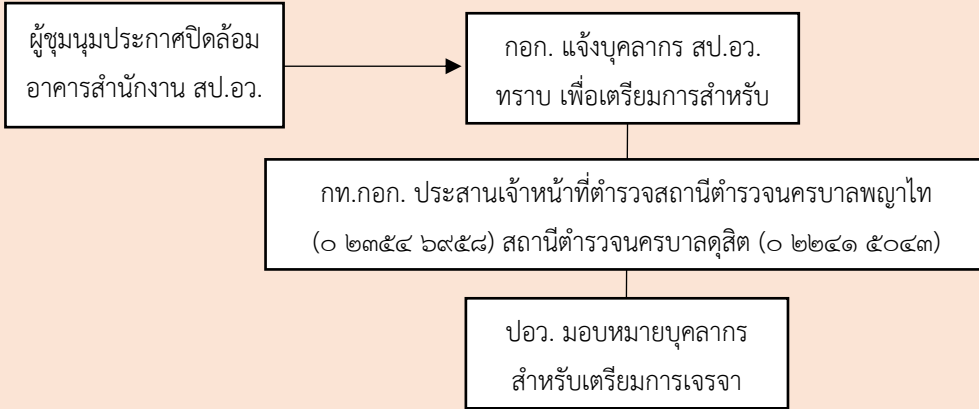 ผู้ชุมนุมประกาศปิดล้อม
อาคารสำนักงาน สป.อว.
กอก. แจ้งบุคลากร สป.อว.
ทราบ เพื่อเตรียมการสำหรับ
กท.กอก. ประสานเจ้าหน้าที่ตำรวจสถานีตำรวจนครบาลพญาไท
(๐ ๒๓๕๔ ๖๙๕๘) สถานีตำรวจนครบาลดุสิต (๐ ๒๒๔๑ ๕๐๔๓)
ปอว. มอบหมายบุคลากร
สำหรับเตรียมการเจรจา